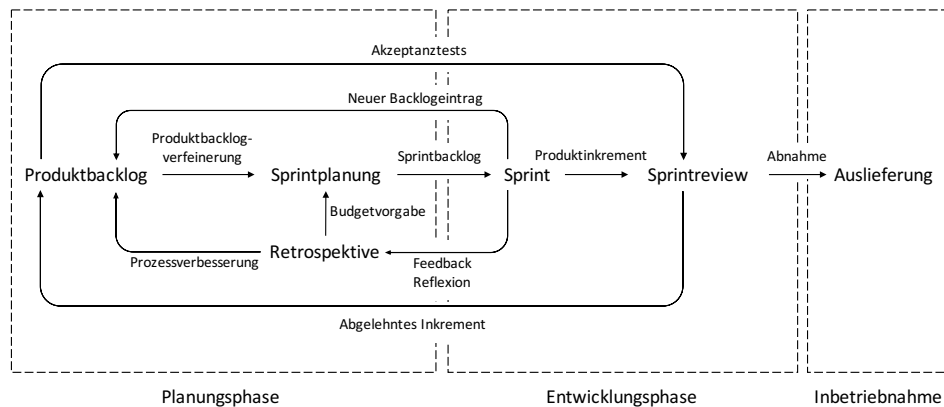 Akzeptanztests
Neuer Backlogeintrag
Produktbacklog-
verfeinerung
Sprintbacklog
Produktinkrement
Abnahme
Produktbacklog
Sprintplanung
Sprint
Sprintreview
Auslieferung
Budgetvorgabe
Retrospektive
Prozessverbesserung
Feedback
Reflexion
Abgelehntes Inkrement
Planungsphase
Entwicklungsphase
Inbetriebnahme